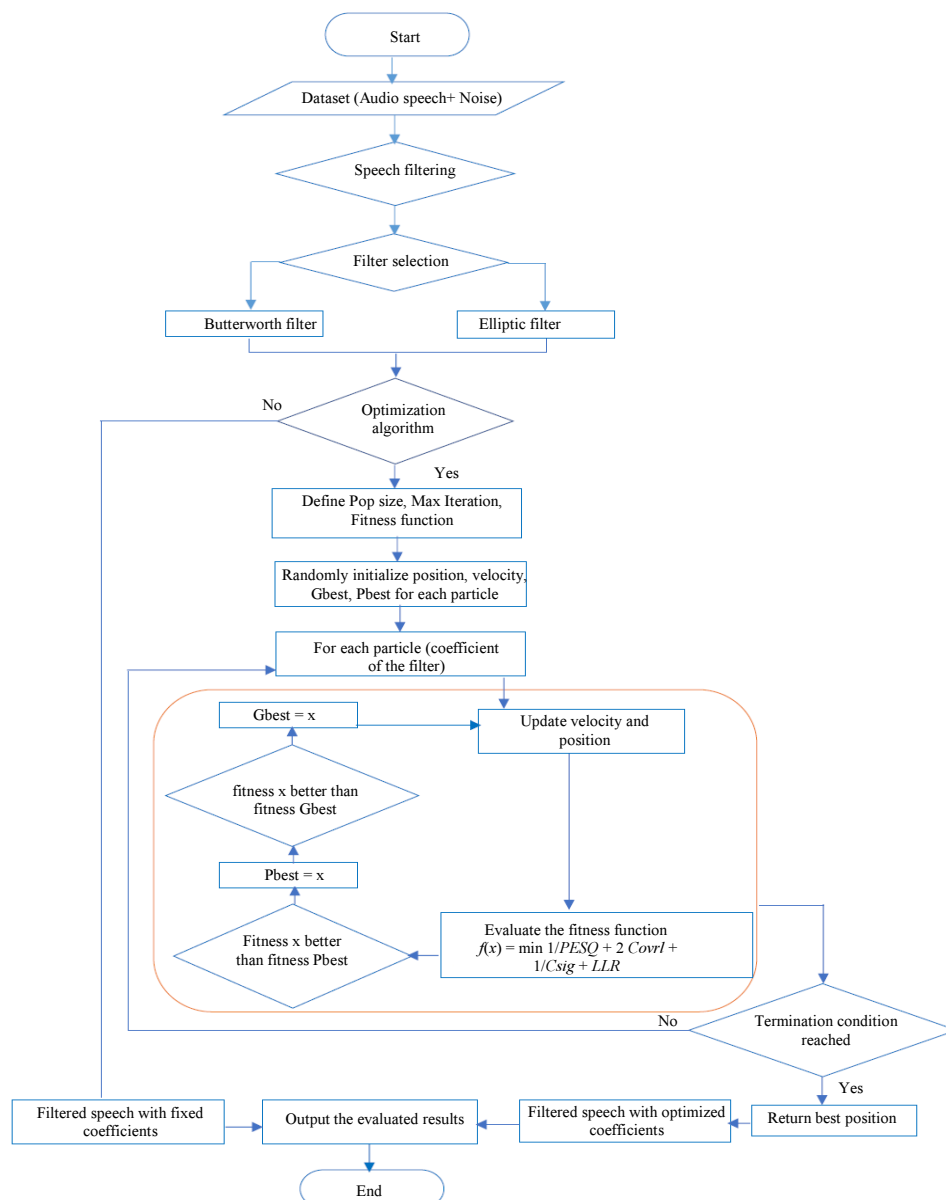 Start
Dataset (Audio speech+ Noise)
Speech filtering
Filter selection
Butterworth filter
Elliptic filter
No
Optimization
algorithm
Yes
Define Pop size, Max Iteration,
Fitness function
Randomly initialize position, velocity,
Gbest, Pbest for each particle
For each particle (coefficient
of the filter)
Gbest = x
Update velocity and
position
fitness x better than
fitness Gbest
Pbest = x
Fitness x better
than fitness Pbest
Evaluate the fitness function
f(x) = min 1/PESQ + 2 Covrl +
1/Csig + LLR
No
Termination condition
reached
Yes
Filtered speech with fixed
coefficients
Output the evaluated results
Filtered speech with optimized
coefficients
Return best position
End